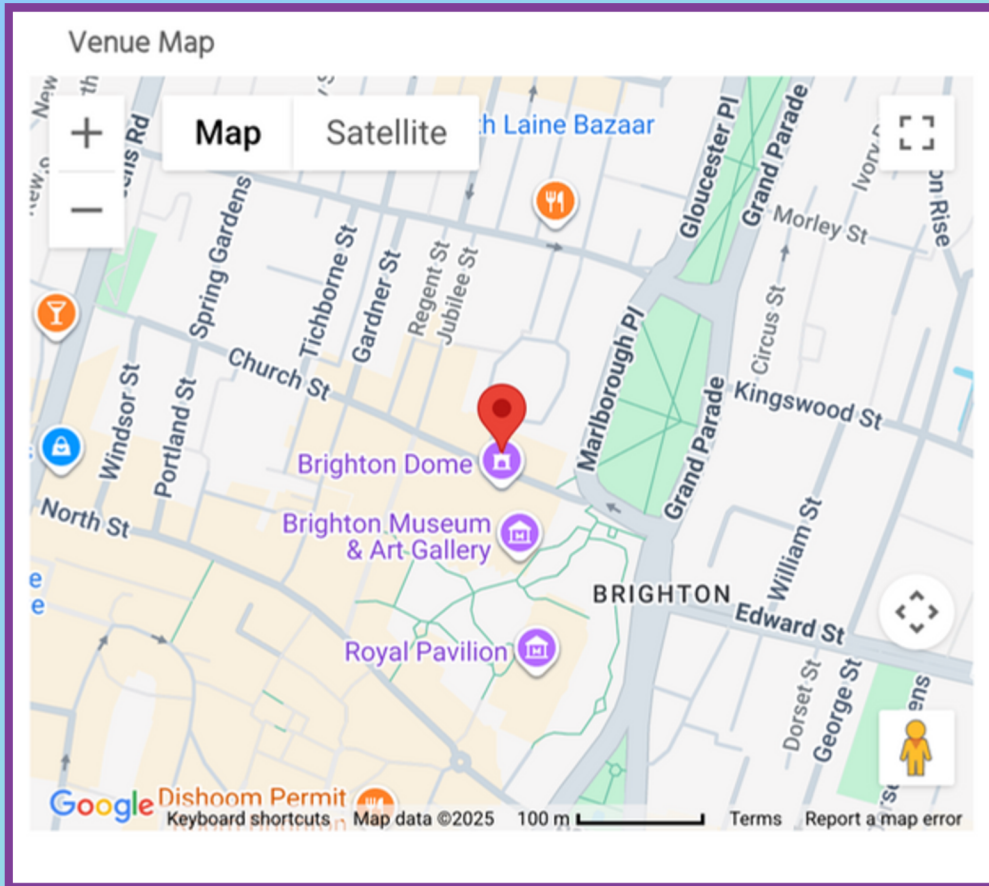 Venue Map
+
Map
Satellite
th Laine Bazaar
Gloucester Pl
Grand Parade
Morley St
Spring Gardens
Tichborne St
Gardner St
Regent St
Jubilee St
Circus St
Marlborough Pl
Church St
Windsor St
Portland St
Kingswood St
Grand Parade
Brighton Dome
North St
Brighton Museum
& Art Gallery
William St
BRIGHTON
Edward St
Royal Pavilion
Dorset St
George St
Google
Dishoom Permit
Keyboard shortcuts
Map data ©2025
100 m
Terms
Report a map error